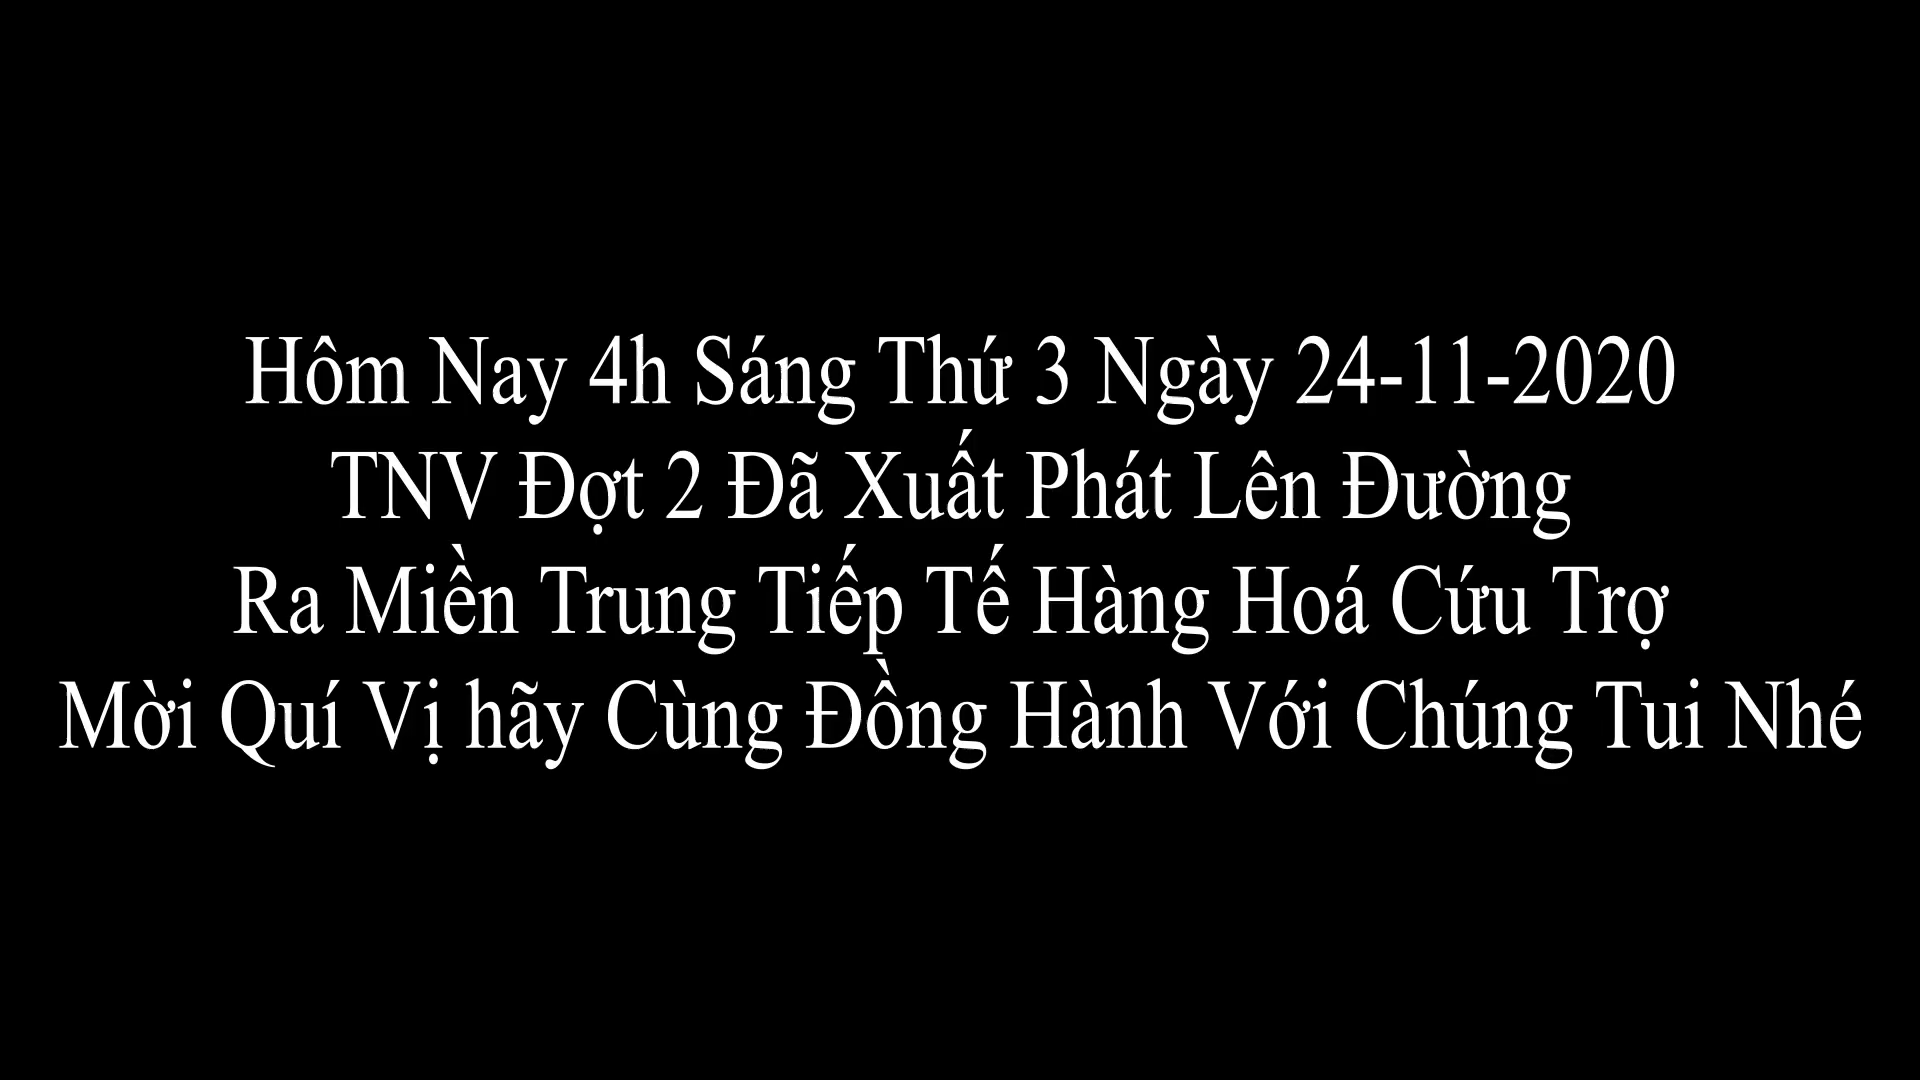 Hôm Nay 4h Sáng Thứ 3 Ngày 24-11-2020
TNV Đợt 2 Đã Xuất Phát Lên Đường
Ra Miền Trung Tiếp Tế Hàng Hoá Cứu Trợ
Mời Quí Vị hãy Cùng Đồng Hành Với Chúng Tui Nhé